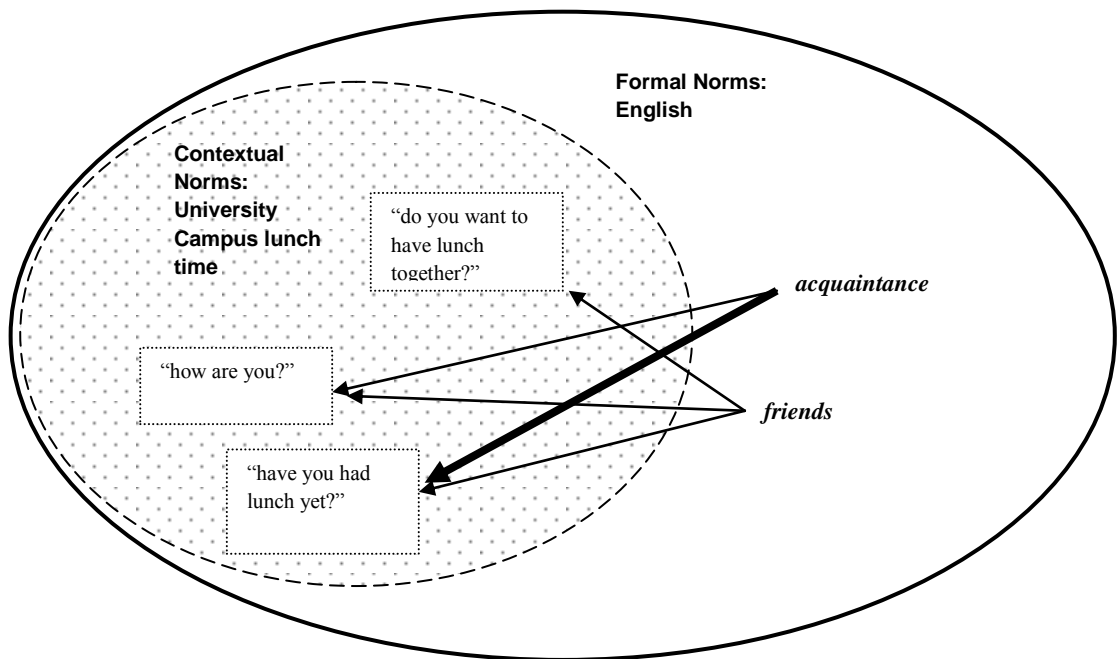 Formal Norms:
English
Contextual
Norms:
University
Campus lunch
time
“do you want to
have lunch
together?”
acquaintance
“how are you?”
friends
“have you had
lunch yet?”